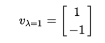 v_{λ=1} = [ 1
−1 ]